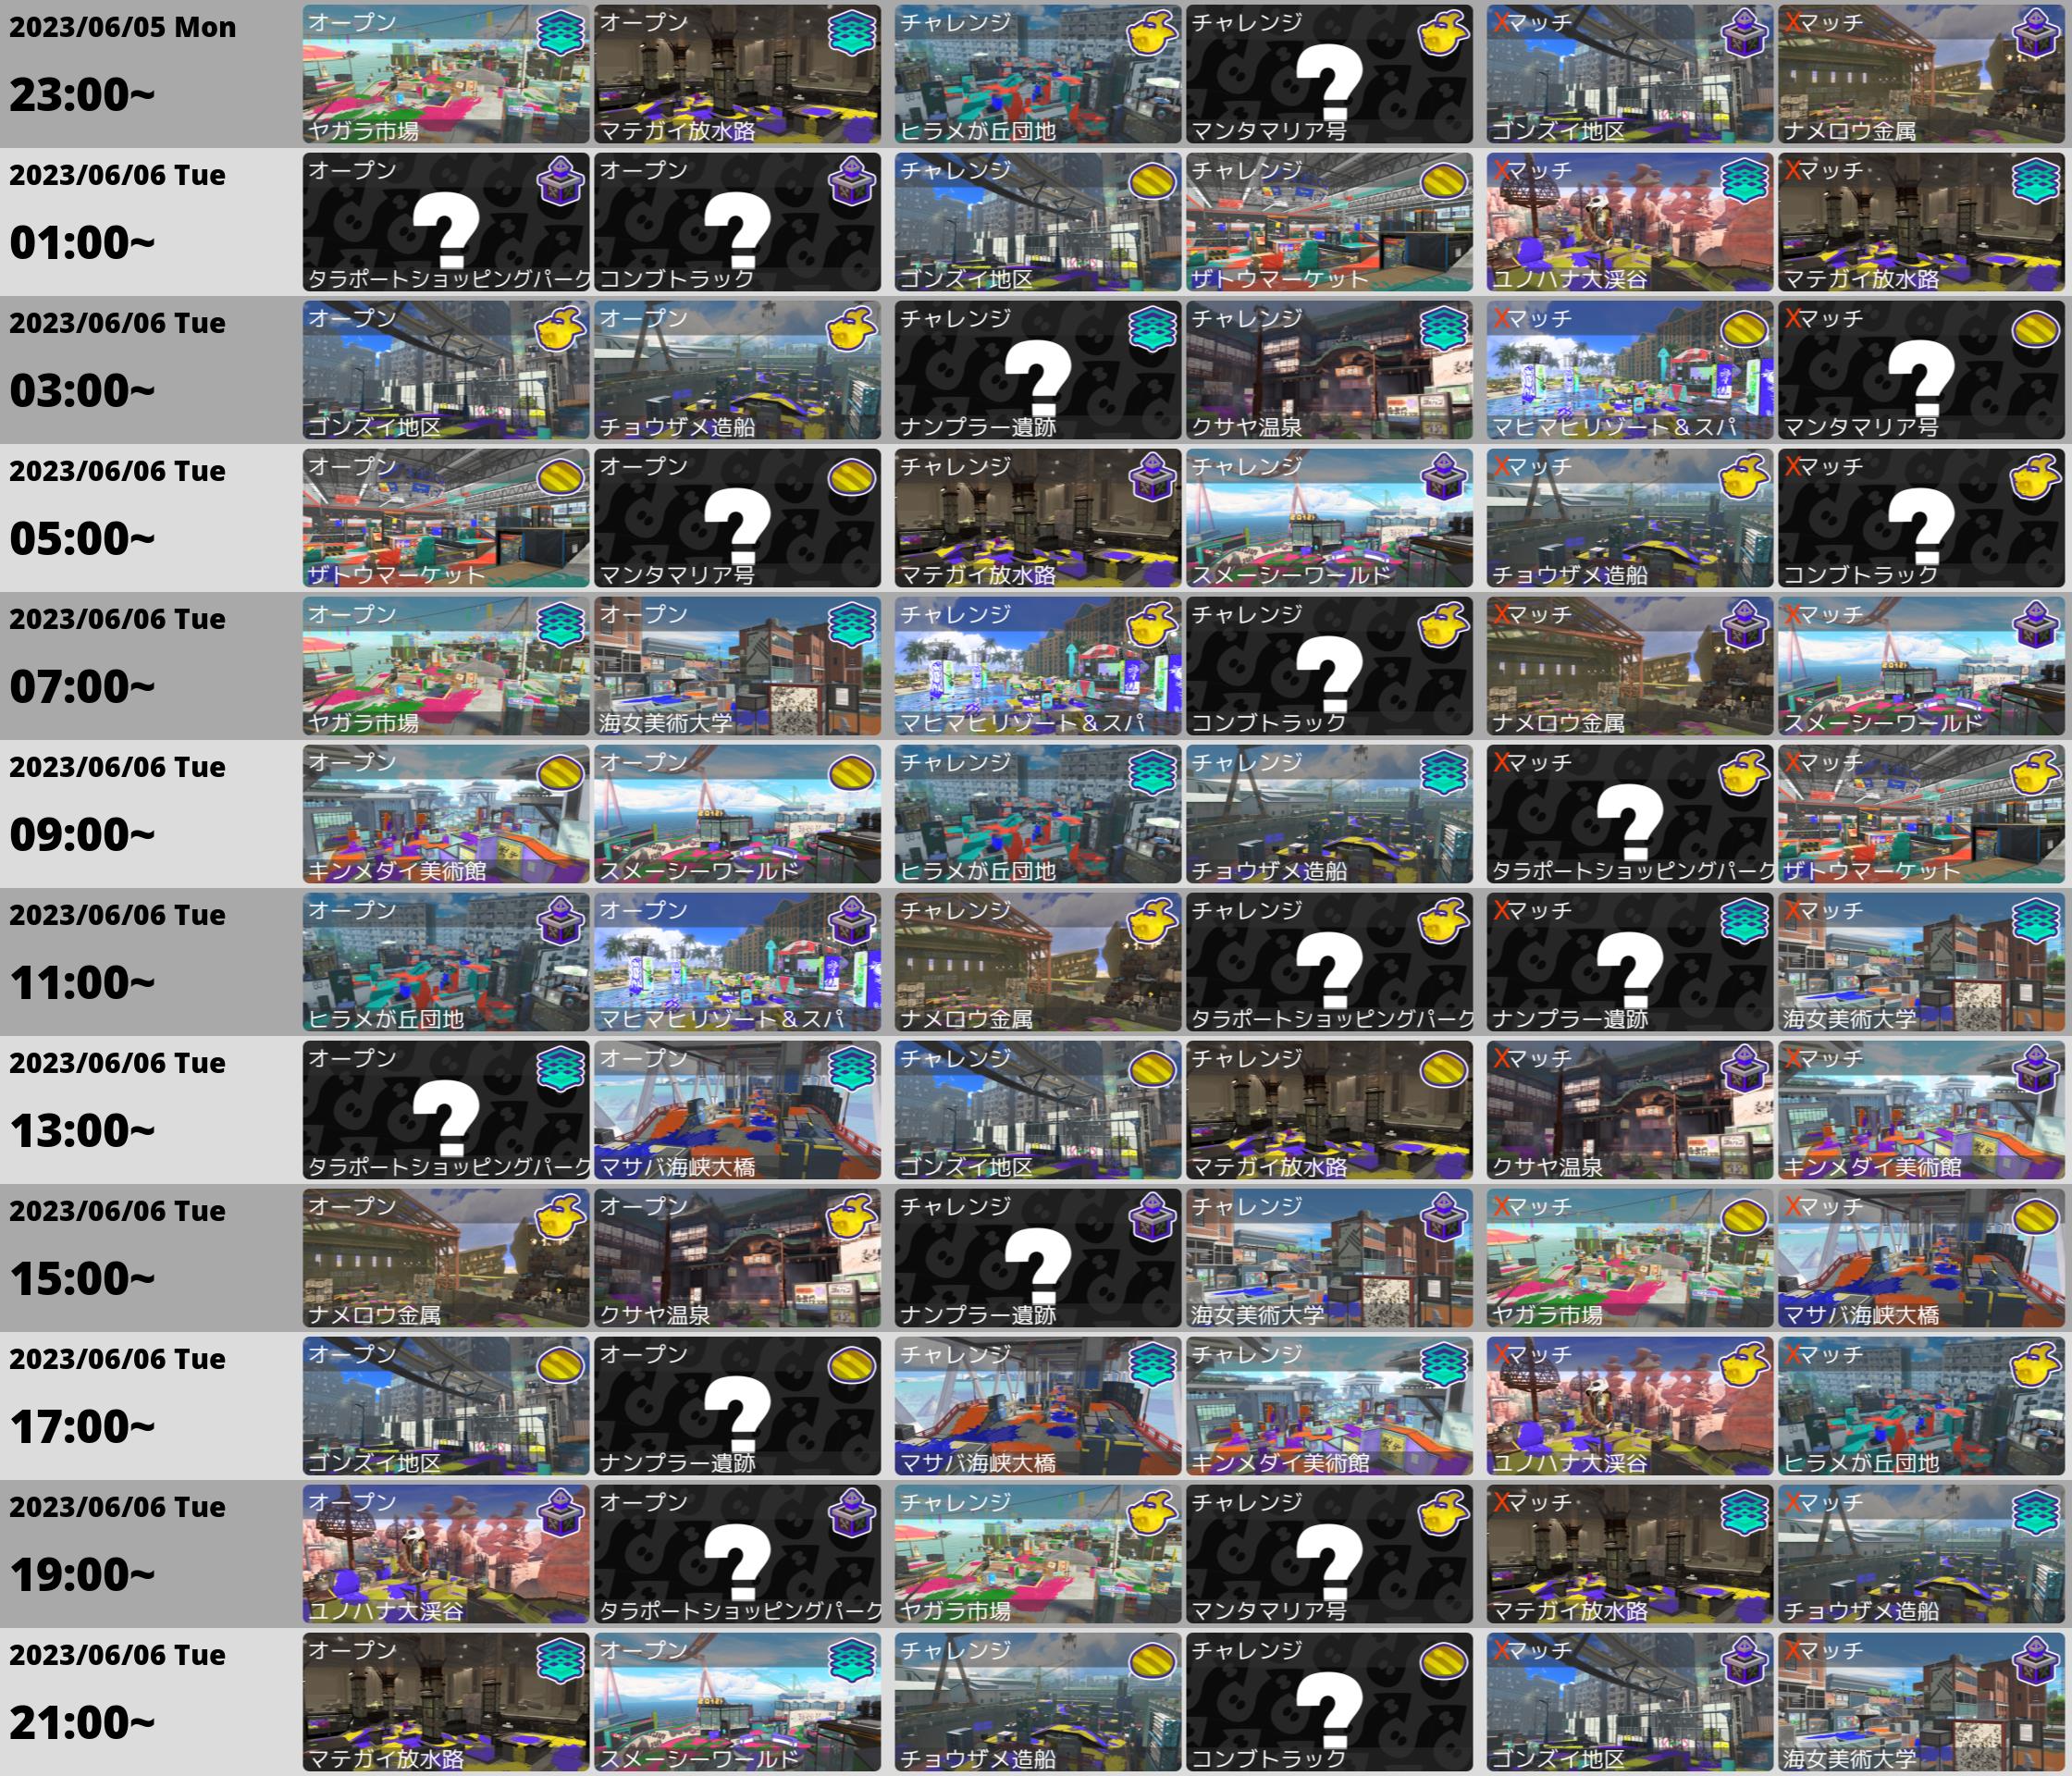 2023/06/05 Mon
23:00~
オープン オープン チャレンジ チャレンジ Xマッチ Xマッチ
ヤガラ市場 マテガイ放水路 ヒラメが丘団地 マンタマリア号 ゴンズイ地区 ナメロウ金属
2023/06/06 Tue
01:00~
オープン オープン チャレンジ チャレンジ Xマッチ Xマッチ
タラポートショッピングパーク コンブトラック ゴンズイ地区 ザトウマーケット ユノハナ大渓谷 マテガイ放水路
2023/06/06 Tue
03:00~
オープン オープン チャレンジ チャレンジ Xマッチ Xマッチ
ゴンズイ地区 チョウザメ造船 ナンプラー遺跡 クサヤ温泉 マヒマヒリゾート＆スパ マンタマリア号
2023/06/06 Tue
05:00~
オープン オープン チャレンジ チャレンジ Xマッチ Xマッチ
ザトウマーケット マンタマリア号 マテガイ放水路 スメーシーワールド チョウザメ造船 コンブトラック
2023/06/06 Tue
07:00~
オープン オープン チャレンジ チャレンジ Xマッチ Xマッチ
ヤガラ市場 海女美術大学 マヒマヒリゾート＆スパ コンブトラック ナメロウ金属 スメーシーワールド
2023/06/06 Tue
09:00~
オープン オープン チャレンジ チャレンジ Xマッチ Xマッチ
キンメダイ美術館 スメーシーワールド ヒラメが丘団地 チョウザメ造船 タラポートショッピングパーク ザトウマーケット
2023/06/06 Tue
11:00~
オープン オープン チャレンジ チャレンジ Xマッチ Xマッチ
ヒラメが丘団地 マヒマヒリゾート＆スパ ナメロウ金属 タラポートショッピングパーク ナンプラー遺跡 海女美術大学
2023/06/06 Tue
13:00~
オープン オープン チャレンジ チャレンジ Xマッチ Xマッチ
タラポートショッピングパーク マサバ海峡大橋 ゴンズイ地区 マテガイ放水路 クサヤ温泉 キンメダイ美術館
2023/06/06 Tue
15:00~
オープン オープン チャレンジ チャレンジ Xマッチ Xマッチ
ナメロウ金属 クサヤ温泉 ナンプラー遺跡 海女美術大学 ヤガラ市場 マサバ海峡大橋
2023/06/06 Tue
17:00~
オープン オープン チャレンジ チャレンジ Xマッチ Xマッチ
ゴンズイ地区 ナンプラー遺跡 マサバ海峡大橋 キンメダイ美術館 ユノハナ大渓谷 ヒラメが丘団地
2023/06/06 Tue
19:00~
オープン オープン チャレンジ チャレンジ Xマッチ Xマッチ
ユノハナ大渓谷 タラポートショッピングパーク ヤガラ市場 マンタマリア号 マテガイ放水路 チョウザメ造船
2023/06/06 Tue
21:00~
オープン オープン チャレンジ チャレンジ Xマッチ Xマッチ
マテガイ放水路 スメーシーワールド チョウザメ造船 コンブトラック ゴンズイ地区 海女美術大学